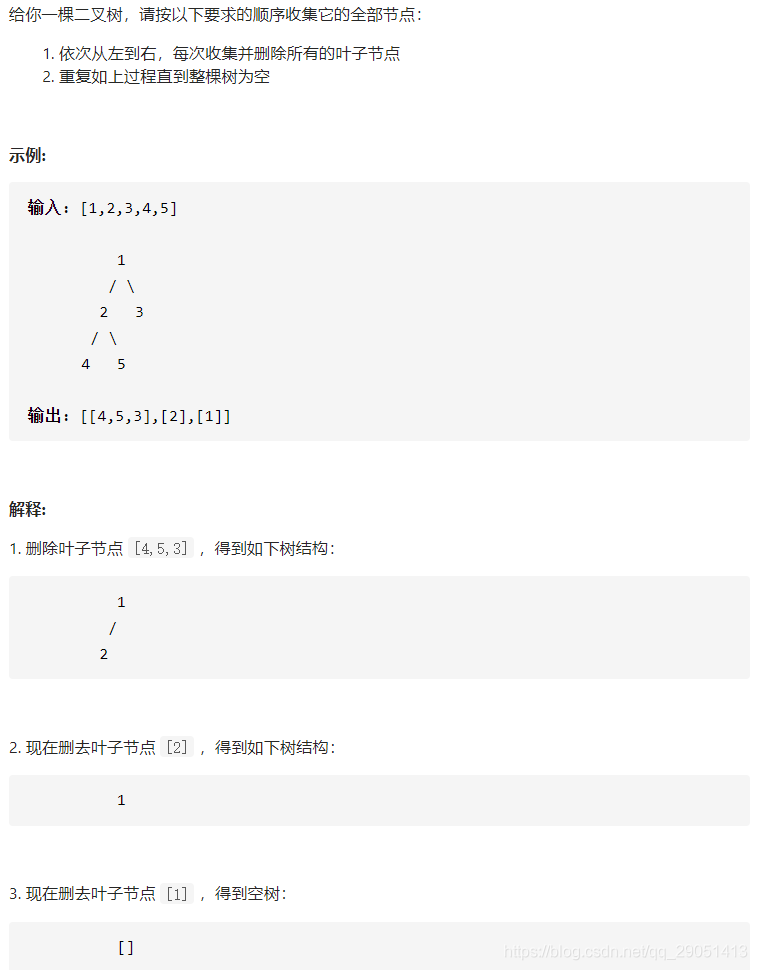 给你一棵二叉树，请按以下要求的顺序收集它的全部节点：
1. 依次从左到右，每次收集并删除所有的叶子节点
2. 重复如上过程直到整棵树为空
示例:
输入: [1,2,3,4,5]
1
/ \
2 3
/ \
4 5
输出: [[4,5,3],[2],[1]]
解释:
1. 删除叶子节点 [4,5,3] ，得到如下树结构：
1
/
2
2. 现在删去叶子节点 [2] ，得到如下树结构：
1
3. 现在删去叶子节点 [1] ，得到空树：
[]
https://blog.csdn.net/qq_29051413